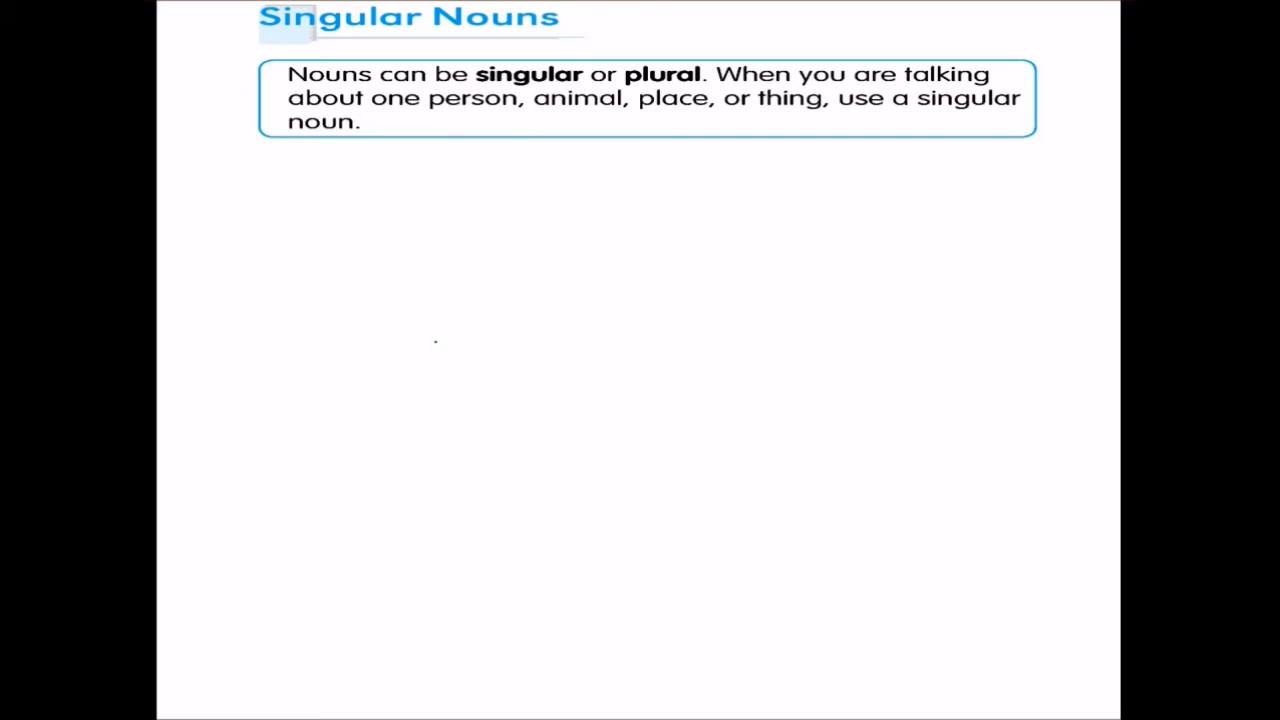 Singular Nouns
Nouns can be singular or plural. When you are talking
about one person, animal, place, or thing, use a singular
noun.